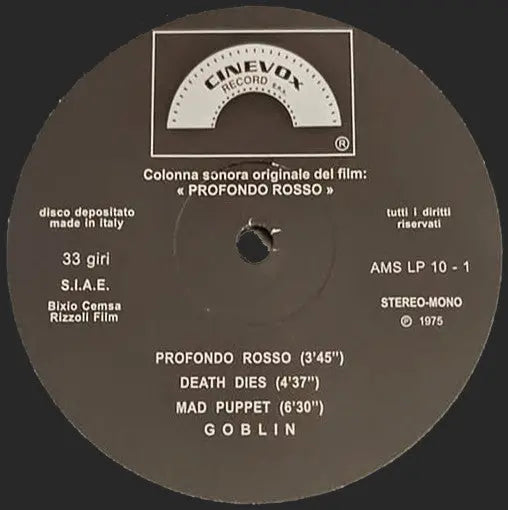 CINEVOX
RECORD S.P.A.
®
Colonna sonora originale del film:
« PROFONDO ROSSO »
disco depositato
made in Italy
33 giri
S.I.A.E.
Bixio Cemsa
Rizzoli Film
tutti i diritti
riservati
AMS LP 10 - 1
STEREO-MONO
℗ 1975
PROFONDO ROSSO (3'45")
DEATH DIES (4'37")
MAD PUPPET (6'30")
GOBLIN